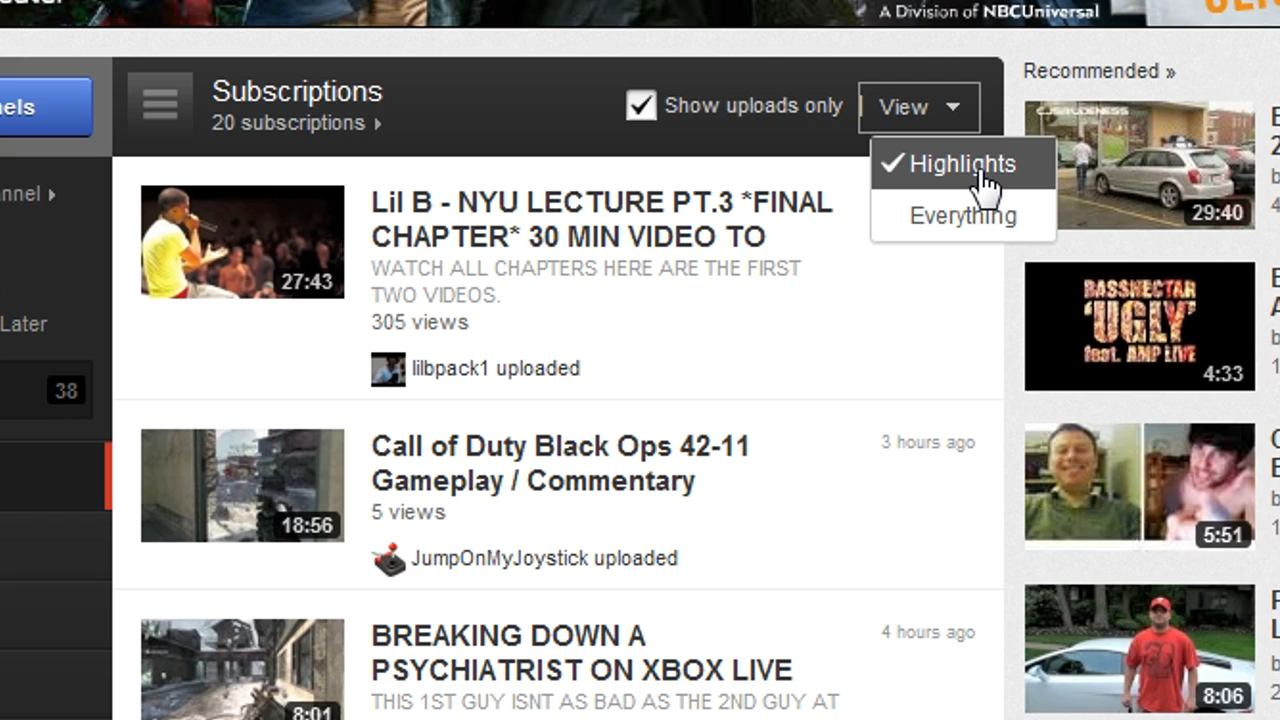 A Division of NBCUniversal
nels
Subscriptions
20 subscriptions
Show uploads only
View
Highlights
Everything
nnel
Later
38
Lil B - NYU LECTURE PT.3 *FINAL
CHAPTER* 30 MIN VIDEO TO
WATCH ALL CHAPTERS HERE ARE THE FIRST
TWO VIDEOS.
305 views
lilbpack1 uploaded
27:43
Call of Duty Black Ops 42-11
Gameplay / Commentary
5 views
JumpOnMyJoystick uploaded
3 hours ago
18:56
BREAKING DOWN A
PSYCHIATRIST ON XBOX LIVE
THIS 1ST GUY ISNT AS BAD AS THE 2ND GUY AT
4 hours ago
8:01
Recommended »
29:40
BASSNECTAR
'UGLY'
feat. AMP LIVE
4:33
5:51
8:06